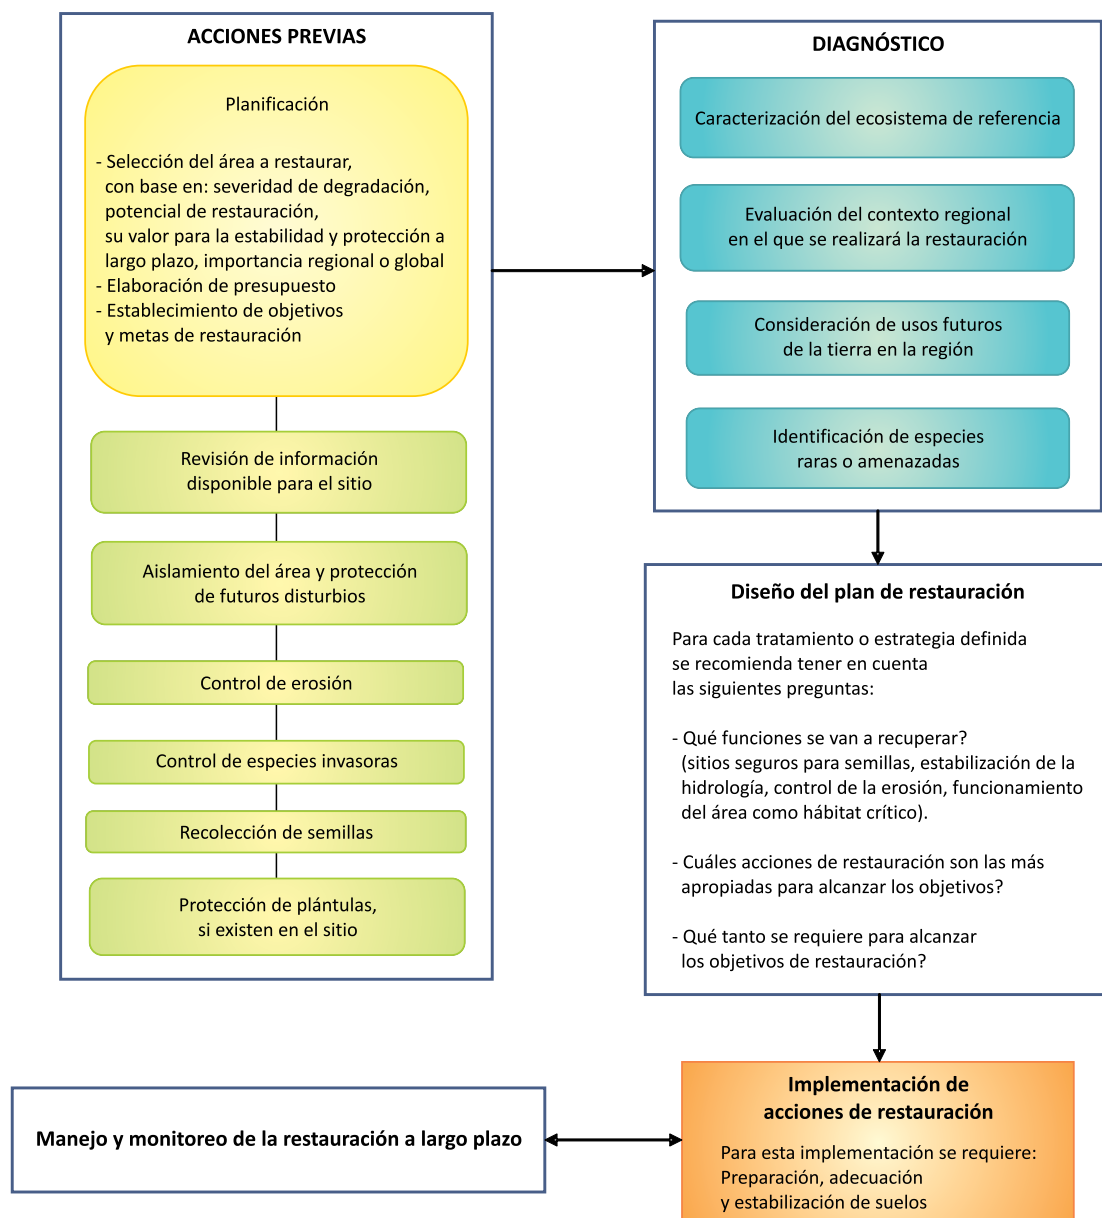 ACCIONES PREVIAS
Planificación
- Selección del área a restaurar,
con base en: severidad de degradación,
potencial de restauración,
su valor para la estabilidad y protección a
largo plazo, importancia regional o global
- Elaboración de presupuesto
- Establecimiento de objetivos
y metas de restauración
Revisión de información
disponible para el sitio
Aislamiento del área y protección
de futuros disturbios
Control de erosión
Control de especies invasoras
Recolección de semillas
Protección de plántulas,
si existen en el sitio
DIAGNÓSTICO
Caracterización del ecosistema de referencia
Evaluación del contexto regional
en el que se realizará la restauración
Consideración de usos futuros
de la tierra en la región
Identificación de especies
raras o amenazadas
Diseño del plan de restauración
Para cada tratamiento o estrategia definida
se recomienda tener en cuenta
las siguientes preguntas:
- Qué funciones se van a recuperar?
(sitios seguros para semillas, estabilización de la
hidrología, control de la erosión, funcionamiento
del área como hábitat crítico).
- Cuáles acciones de restauración son las más
apropiadas para alcanzar los objetivos?
- Qué tanto se requiere para alcanzar
los objetivos de restauración?
Implementación de
acciones de restauración
Para esta implementación se requiere:
Preparación, adecuación
y estabilización de suelos
Manejo y monitoreo de la restauración a largo plazo